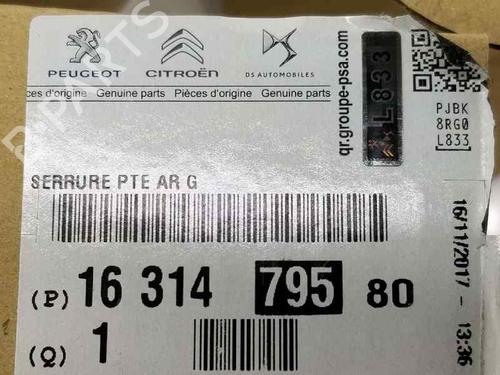 PEUGEOT
CITROËN
DS AUTOMOBILES
èces d'origine Genuine parts Pièces d'origine Genuine parts
qr.groupe-psa.com
L833
PJBK
8RG0
L833
SERRURE PTE AR G
(P) 16 314 795 80
(Q) 1
16/11/2017 - 13:36